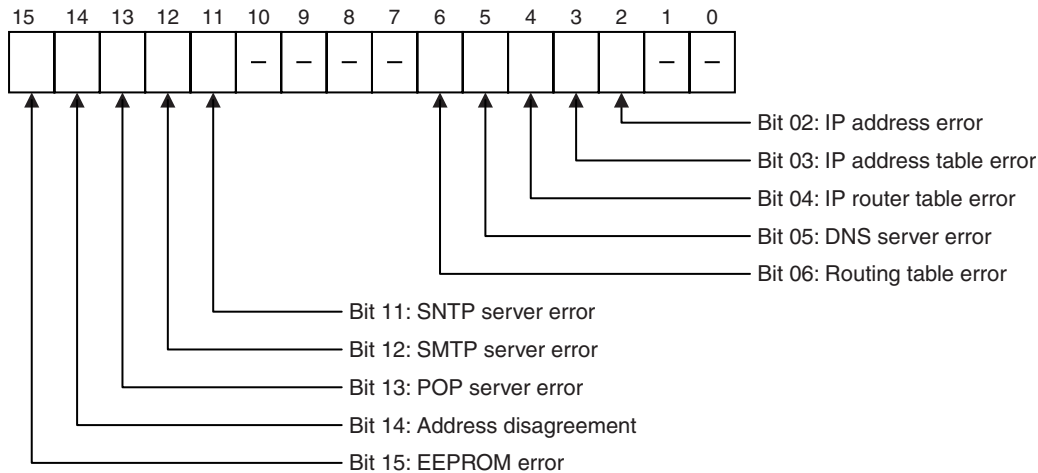 15 14 13 12 11 10 9 8 7 6 5 4 3 2 1 0
– – – – – –
Bit 02: IP address error
Bit 03: IP address table error
Bit 04: IP router table error
Bit 05: DNS server error
Bit 06: Routing table error
Bit 11: SNTP server error
Bit 12: SMTP server error
Bit 13: POP server error
Bit 14: Address disagreement
Bit 15: EEPROM error